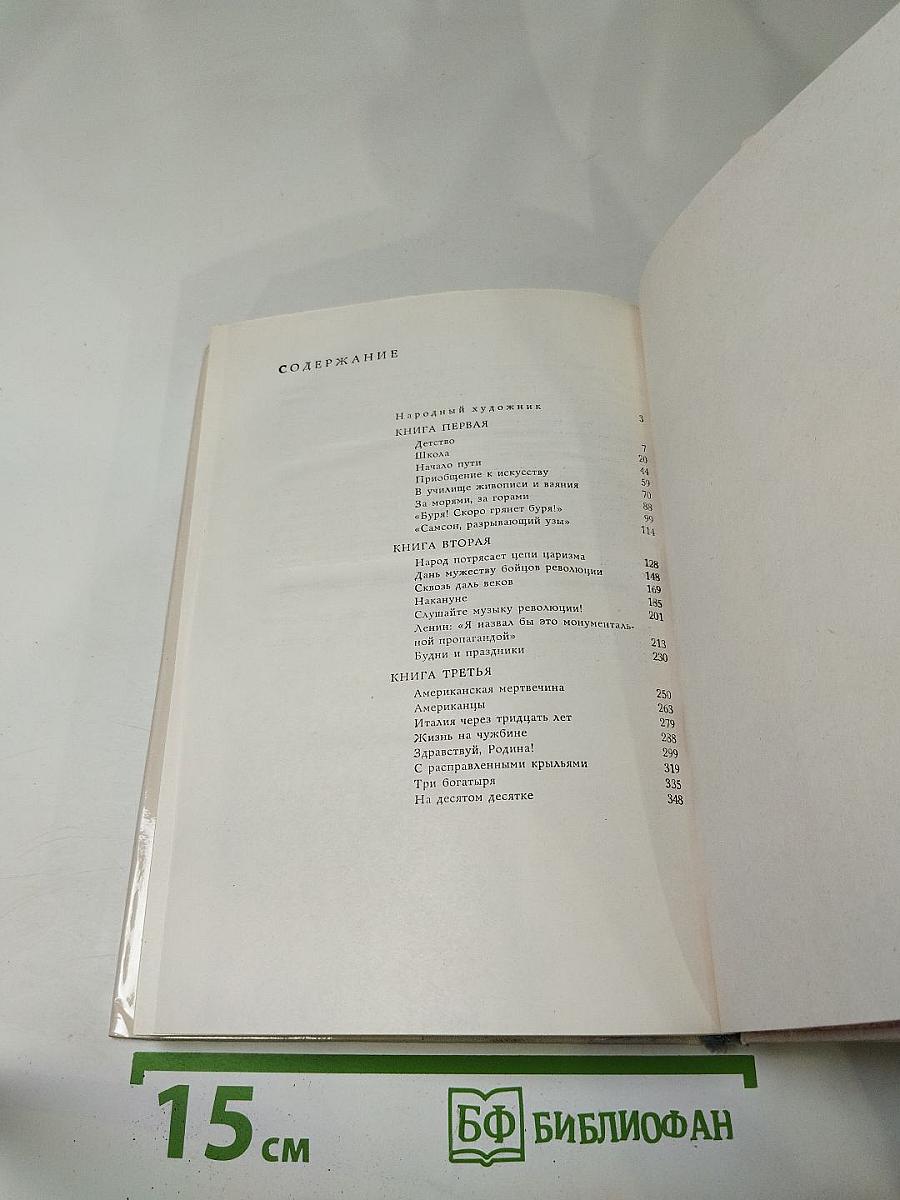 СОДЕРЖАНИЕ
Народный художник 3
КНИГА ПЕРВАЯ
Детство 7
Школа 20
Начало пути 44
Приобщение к искусству 59
В училище живописи и ваяния 70
За морями, за горами 88
«Буря! Скоро грянет буря!» 99
«Самсон, разрывающий узы» 114
КНИГА ВТОРАЯ
Народ потрясает цепи царизма 128
Дань мужеству бойцов революции 148
Сквозь даль веков 169
Накануне 185
Слушайте музыку революции! 201
Ленин: «Я назвал бы это монументаль-
ной пропагандой» 213
Будни и праздники 230
КНИГА ТРЕТЬЯ
Американская мертвечина 250
Американцы 263
Италия через тридцать лет 279
Жизнь на чужбине 288
Здравствуй, Родина! 299
С расправленными крыльями 319
Три богатыря 335
На десятом десятке 348
15 см
БФ БИБЛИОФАН